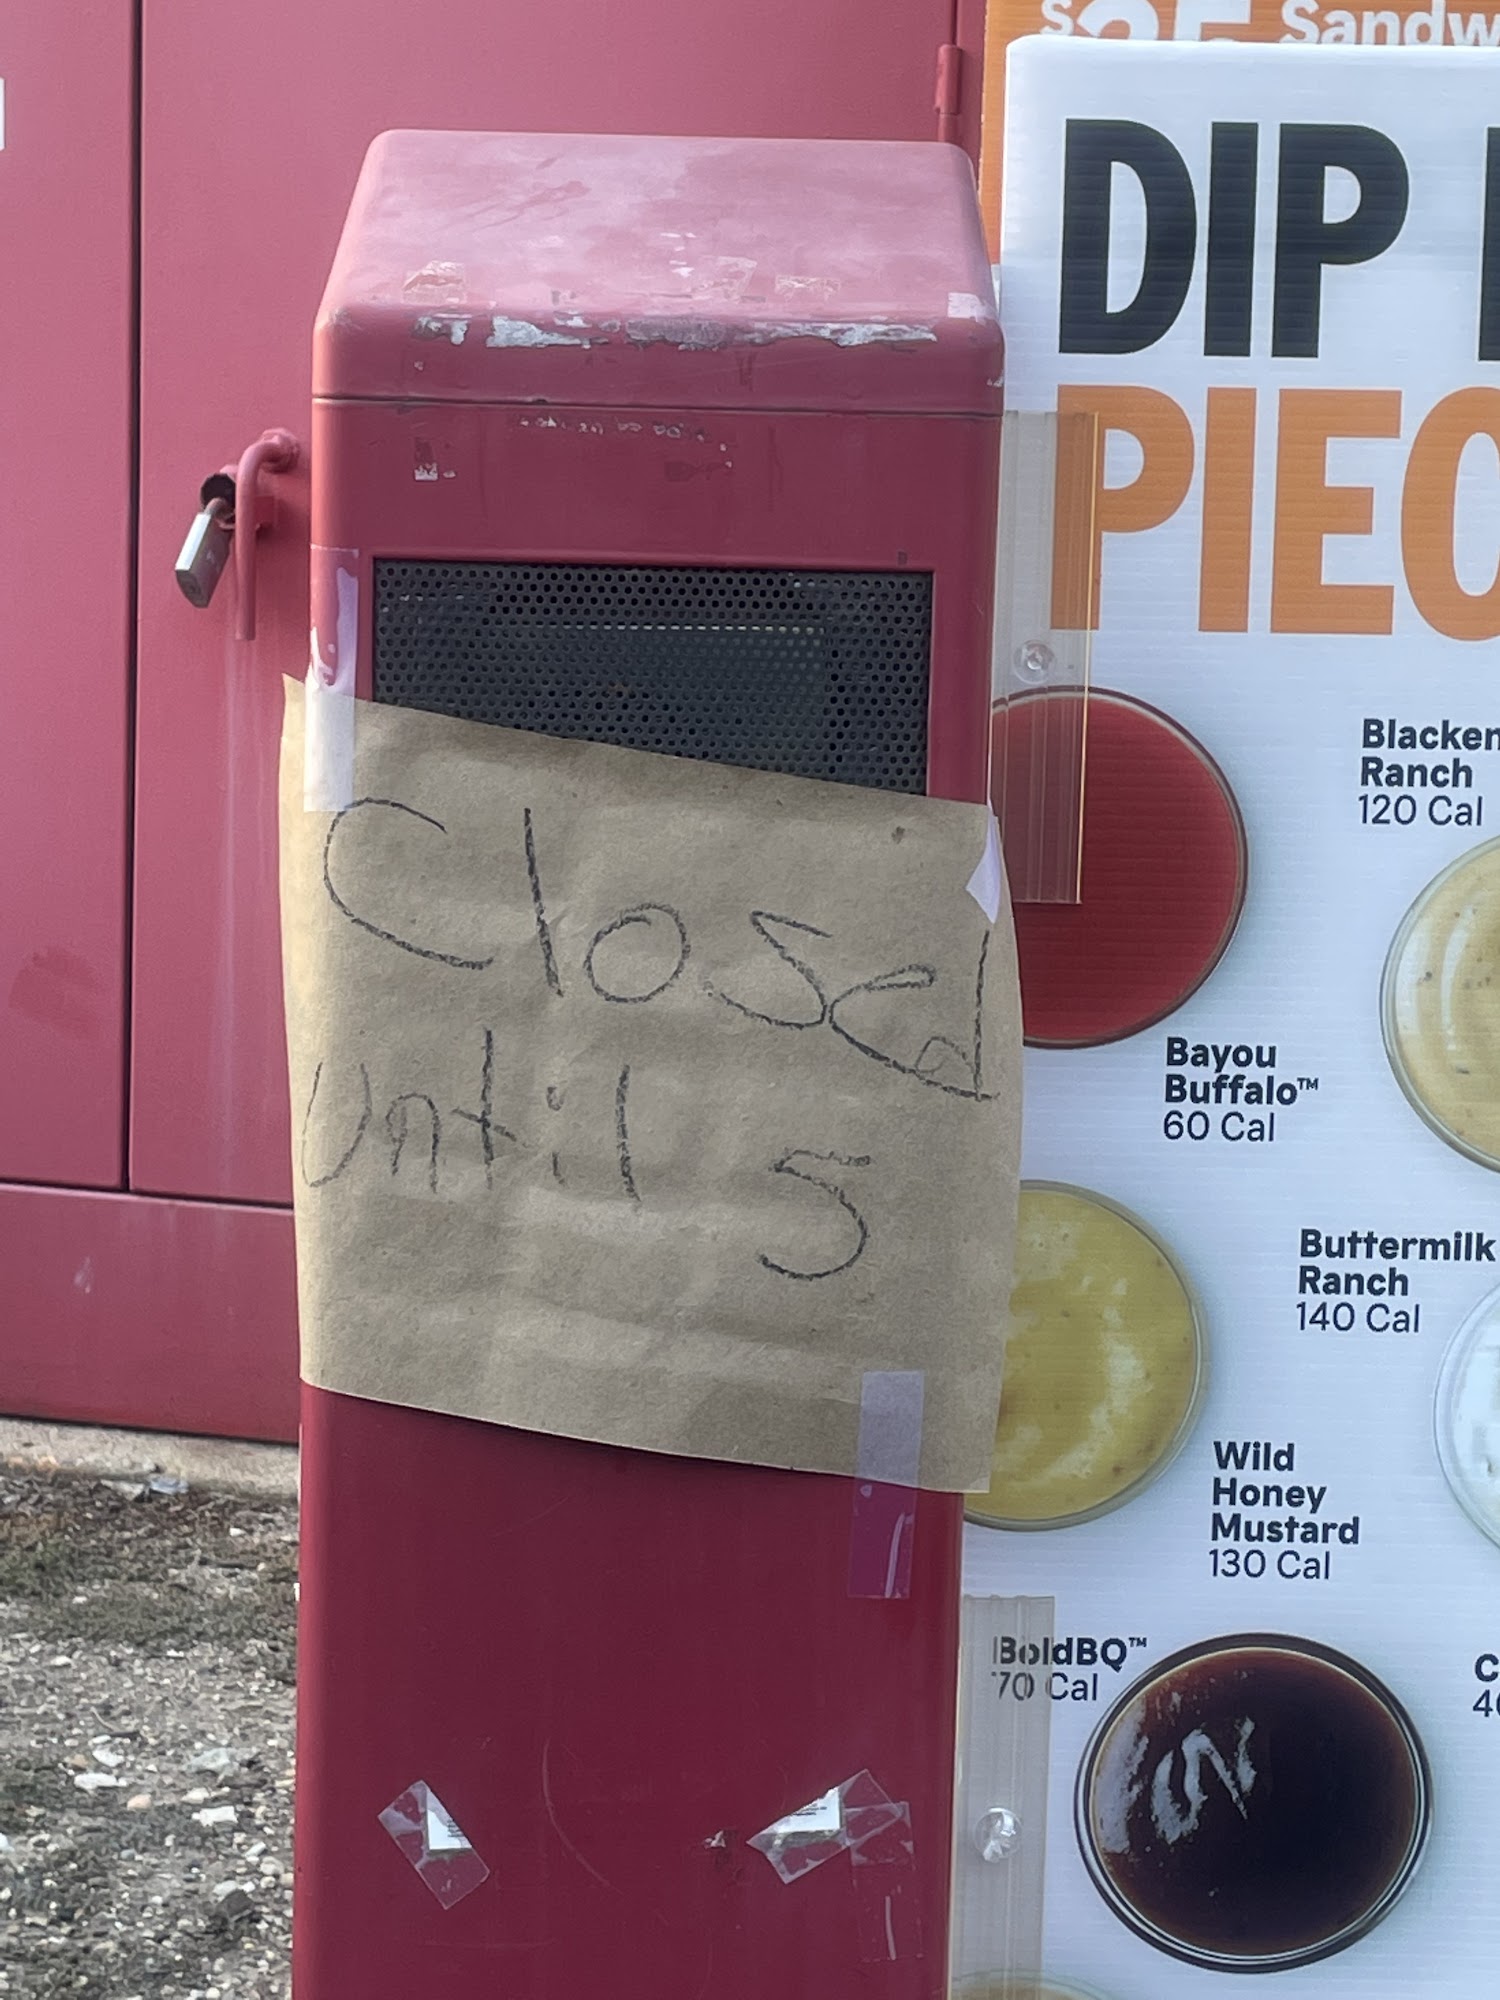 Closed
Until 5
Sandw
DIP
PIEC
Blacken
Ranch
120 Cal
Bayou
Buffalo™
60 Cal
Buttermilk
Ranch
140 Cal
Wild
Honey
Mustard
130 Cal
BoldBQ™
70 Cal